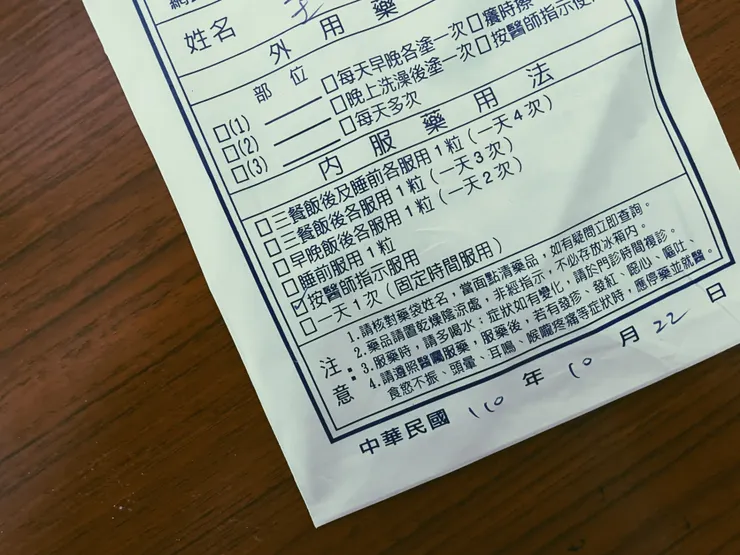 姓名 王
外用藥
部位
□(1) □每天早晚各塗一次 □癢時擦
□(2) □晚上洗澡後塗一次 □按醫師指示使用
□(3) □每天多次
內服藥用法
□三餐飯後及睡前各服用1粒(一天4次)
□三餐飯後各服用1粒(一天3次)
□早晚飯後各服用1粒(一天2次)
□睡前服用1粒
☑按醫師指示服用
□一天1次(固定時間服用)
注意:
1.請核對藥袋姓名,當面點清藥品,如有疑問立即查詢。
2.藥品請置乾燥陰涼處,非經指示,不必存放冰箱內。
3.服藥時,請多喝水;症狀如有變化,請於門診時間複診。
4.請遵照醫囑服藥,服藥後,若有發疹、發紅、惡心、嘔吐、
食慾不振、頭暈、耳鳴、喉嚨疼痛等症狀時,應停藥並就醫。
中華民國 110 年 10 月 22 日